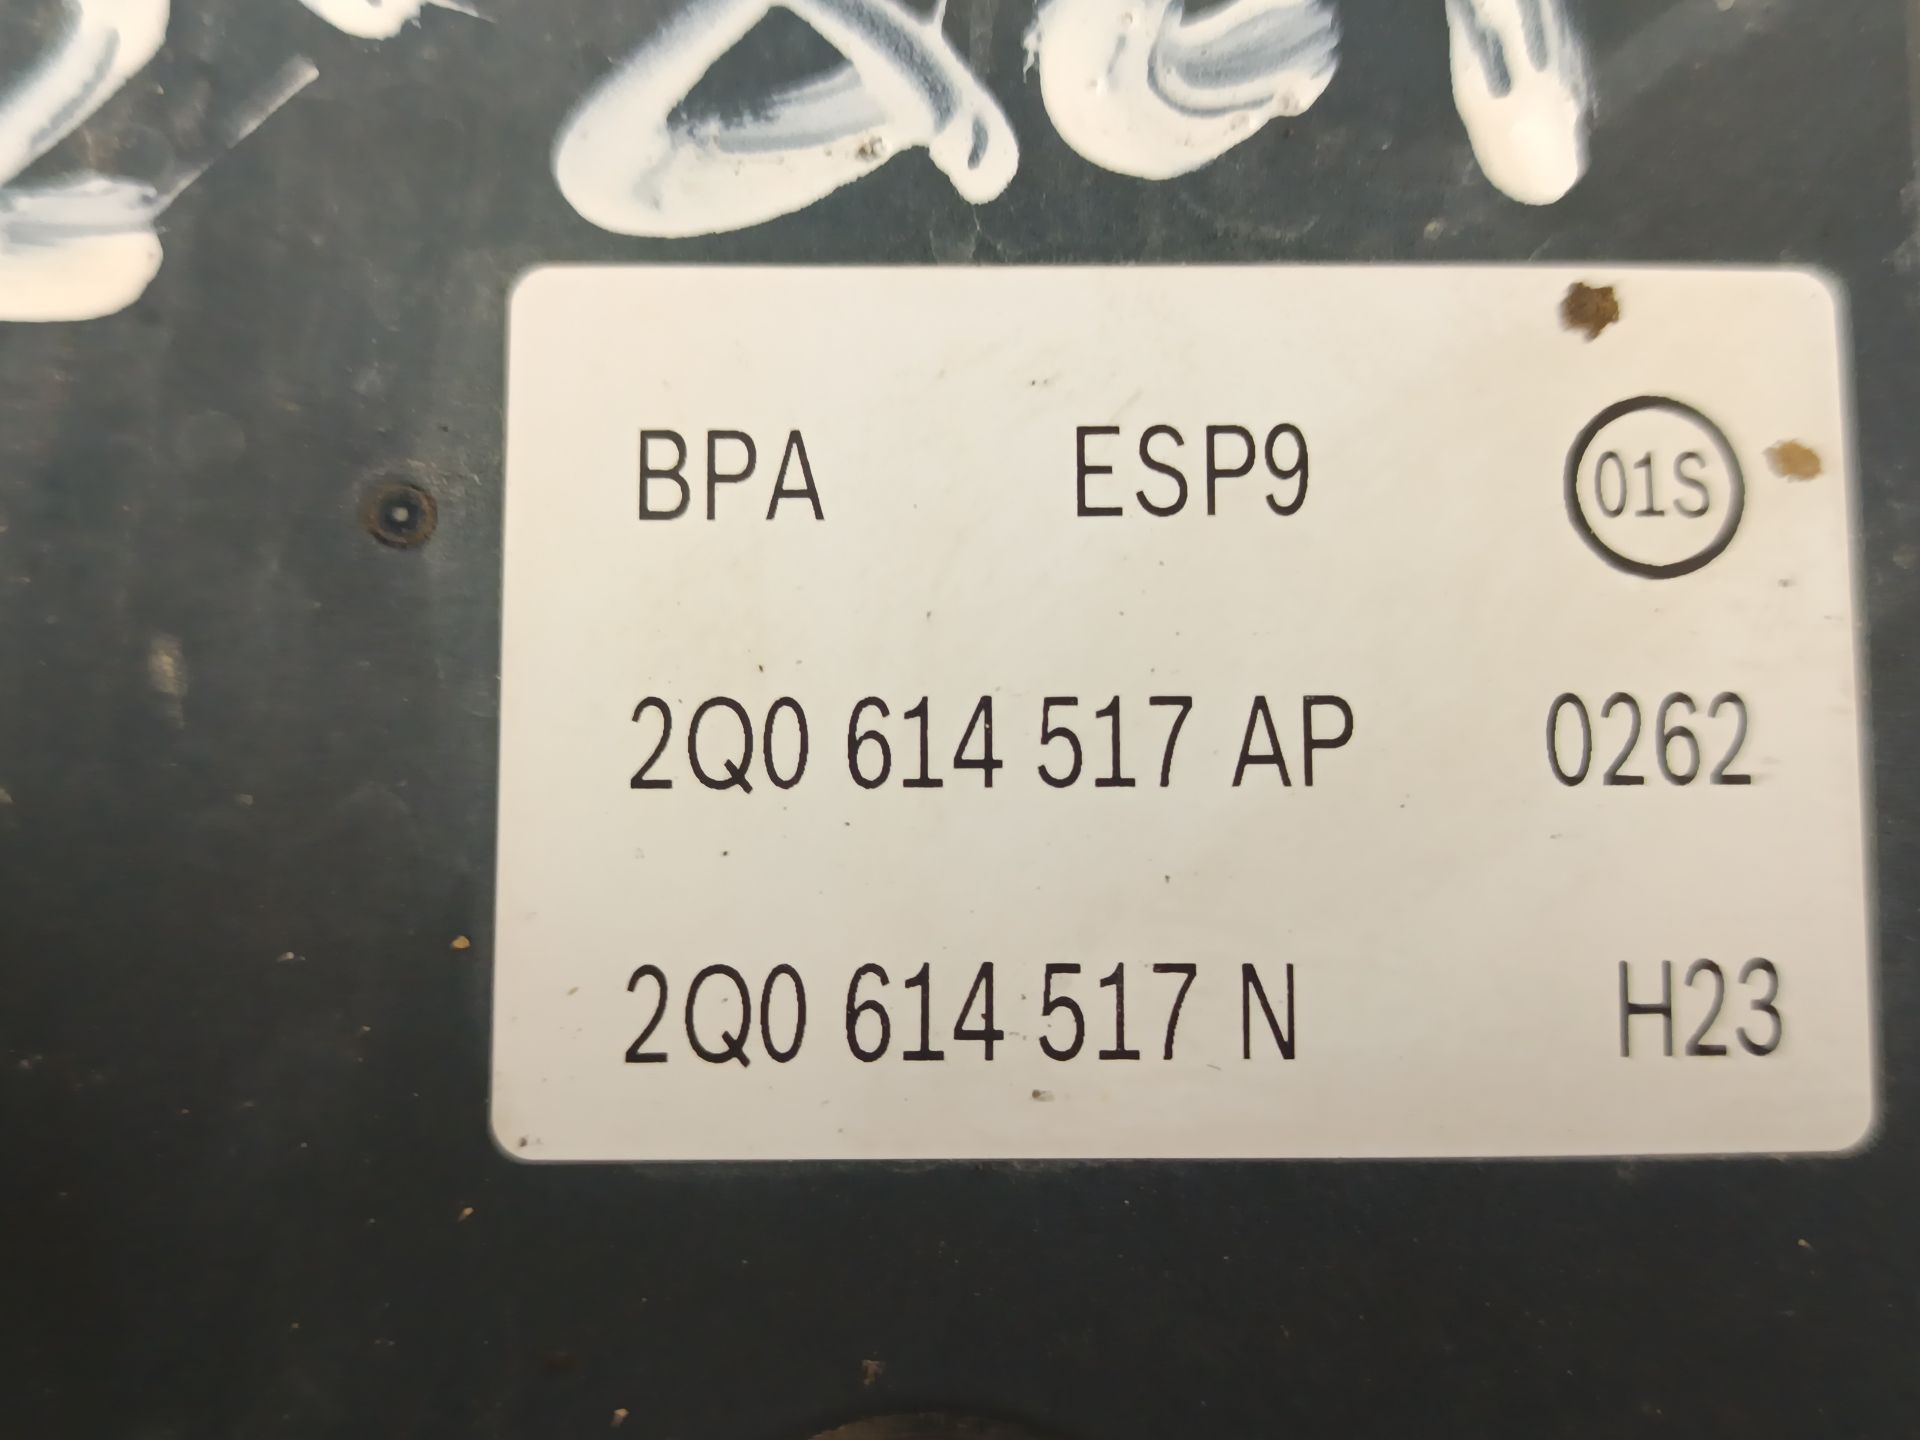 BPA ESP9 01S
2Q0 614 517 AP 0262
2Q0 614 517 N H23